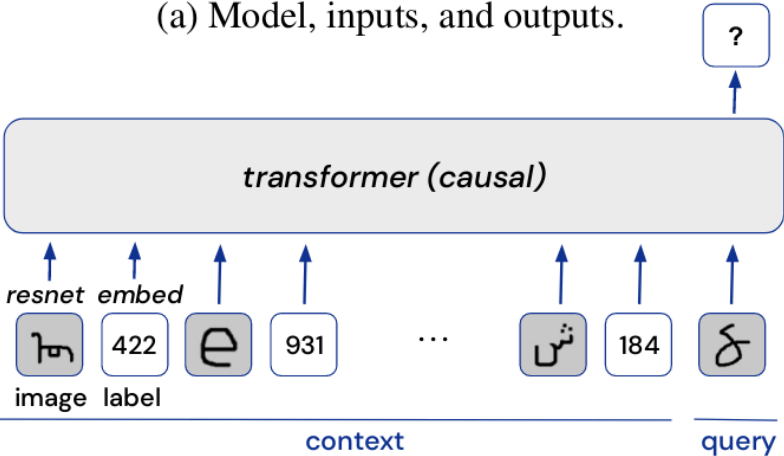 (a) Model, inputs, and outputs.
?
transformer (causal)
resnet embed
422 e 931 ... 184
image label
context query